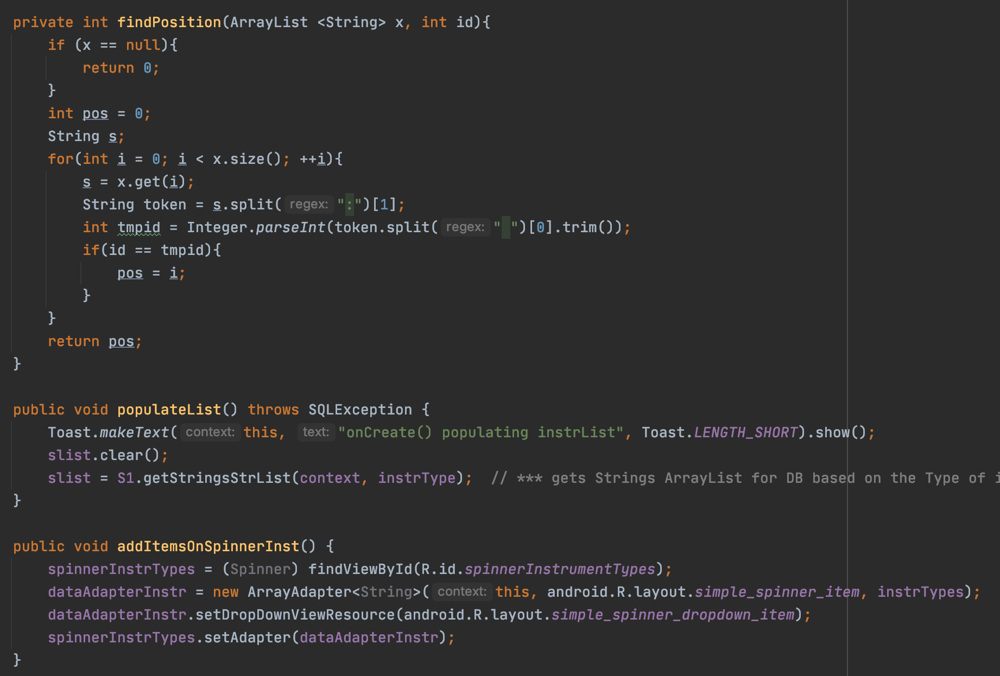 private int findPosition(ArrayList <String> x, int id){
if (x == null){
return 0;
}
int pos = 0;
String s;
for(int i = 0; i < x.size(); ++i){
s = x.get(i);
String token = s.split( regex: ":")[1];
int tmpid = Integer.parseInt(token.split( regex: " ")[0].trim());
if(id == tmpid){
pos = i;
}
}
return pos;
}
public void populateList() throws SQLException {
Toast.makeText( context: this, text: "onCreate() populating instrList", Toast.LENGTH_SHORT).show();
slist.clear();
slist = S1.getStringsStrList(context, instrType); // *** gets Strings ArrayList for DB based on the Type of
}
public void addItemsOnSpinnerInst() {
spinnerInstrTypes = (Spinner) findViewById(R.id.spinnerInstrumentTypes);
dataAdapterInstr = new ArrayAdapter<String>( context: this, android.R.layout.simple_spinner_item, instrTypes);
dataAdapterInstr.setDropDownViewResource(android.R.layout.simple_spinner_dropdown_item);
spinnerInstrTypes.setAdapter(dataAdapterInstr);
}